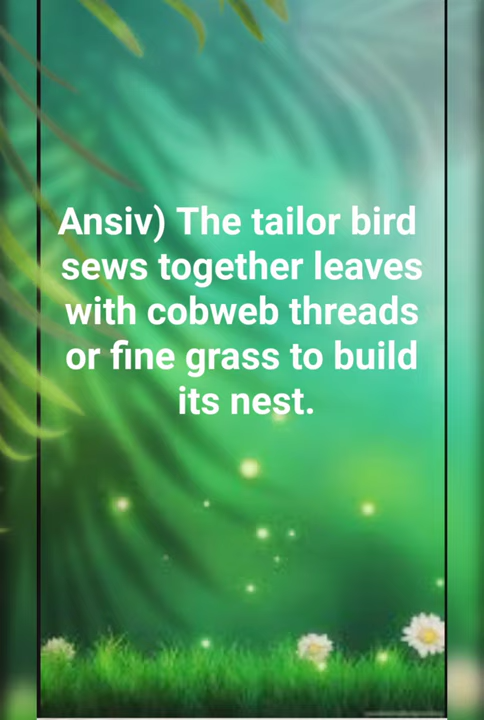 Ansiv) The tailor bird
sews together leaves
with cobweb threads
or fine grass to build
its nest.